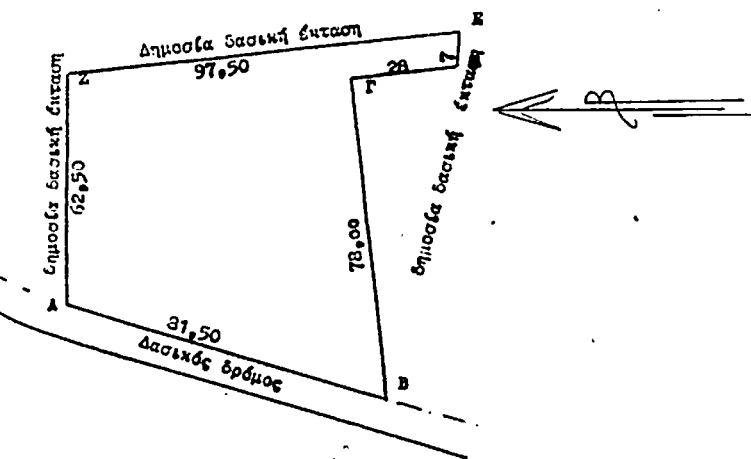 E
Δημοσία δασική έκταση
97,50
Z
28
7
Γ
δημοσία δασική έκταση
62,50
δημοσία δασική έκταση
78,00
B
A
81,50
Δασικός δρόμος
B